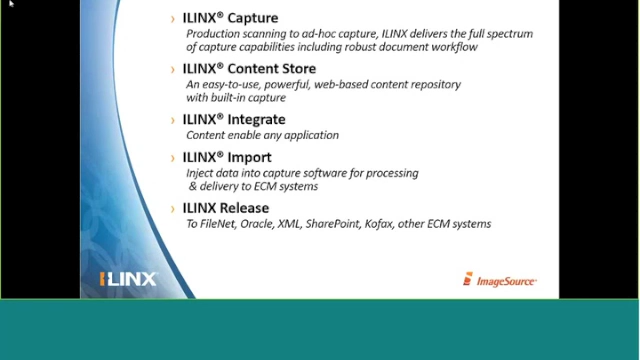 › ILINX® Capture
Production scanning to ad-hoc capture, ILINX delivers the full spectrum
of capture capabilities including robust document workflow
› ILINX® Content Store
An easy-to-use, powerful, web-based content repository
with built-in capture
› ILINX® Integrate
Content enable any application
› ILINX® Import
Inject data into capture software for processing
& delivery to ECM systems
› ILINX Release
To FileNet, Oracle, XML, SharePoint, Kofax, other ECM systems
ILINX
ImageSource